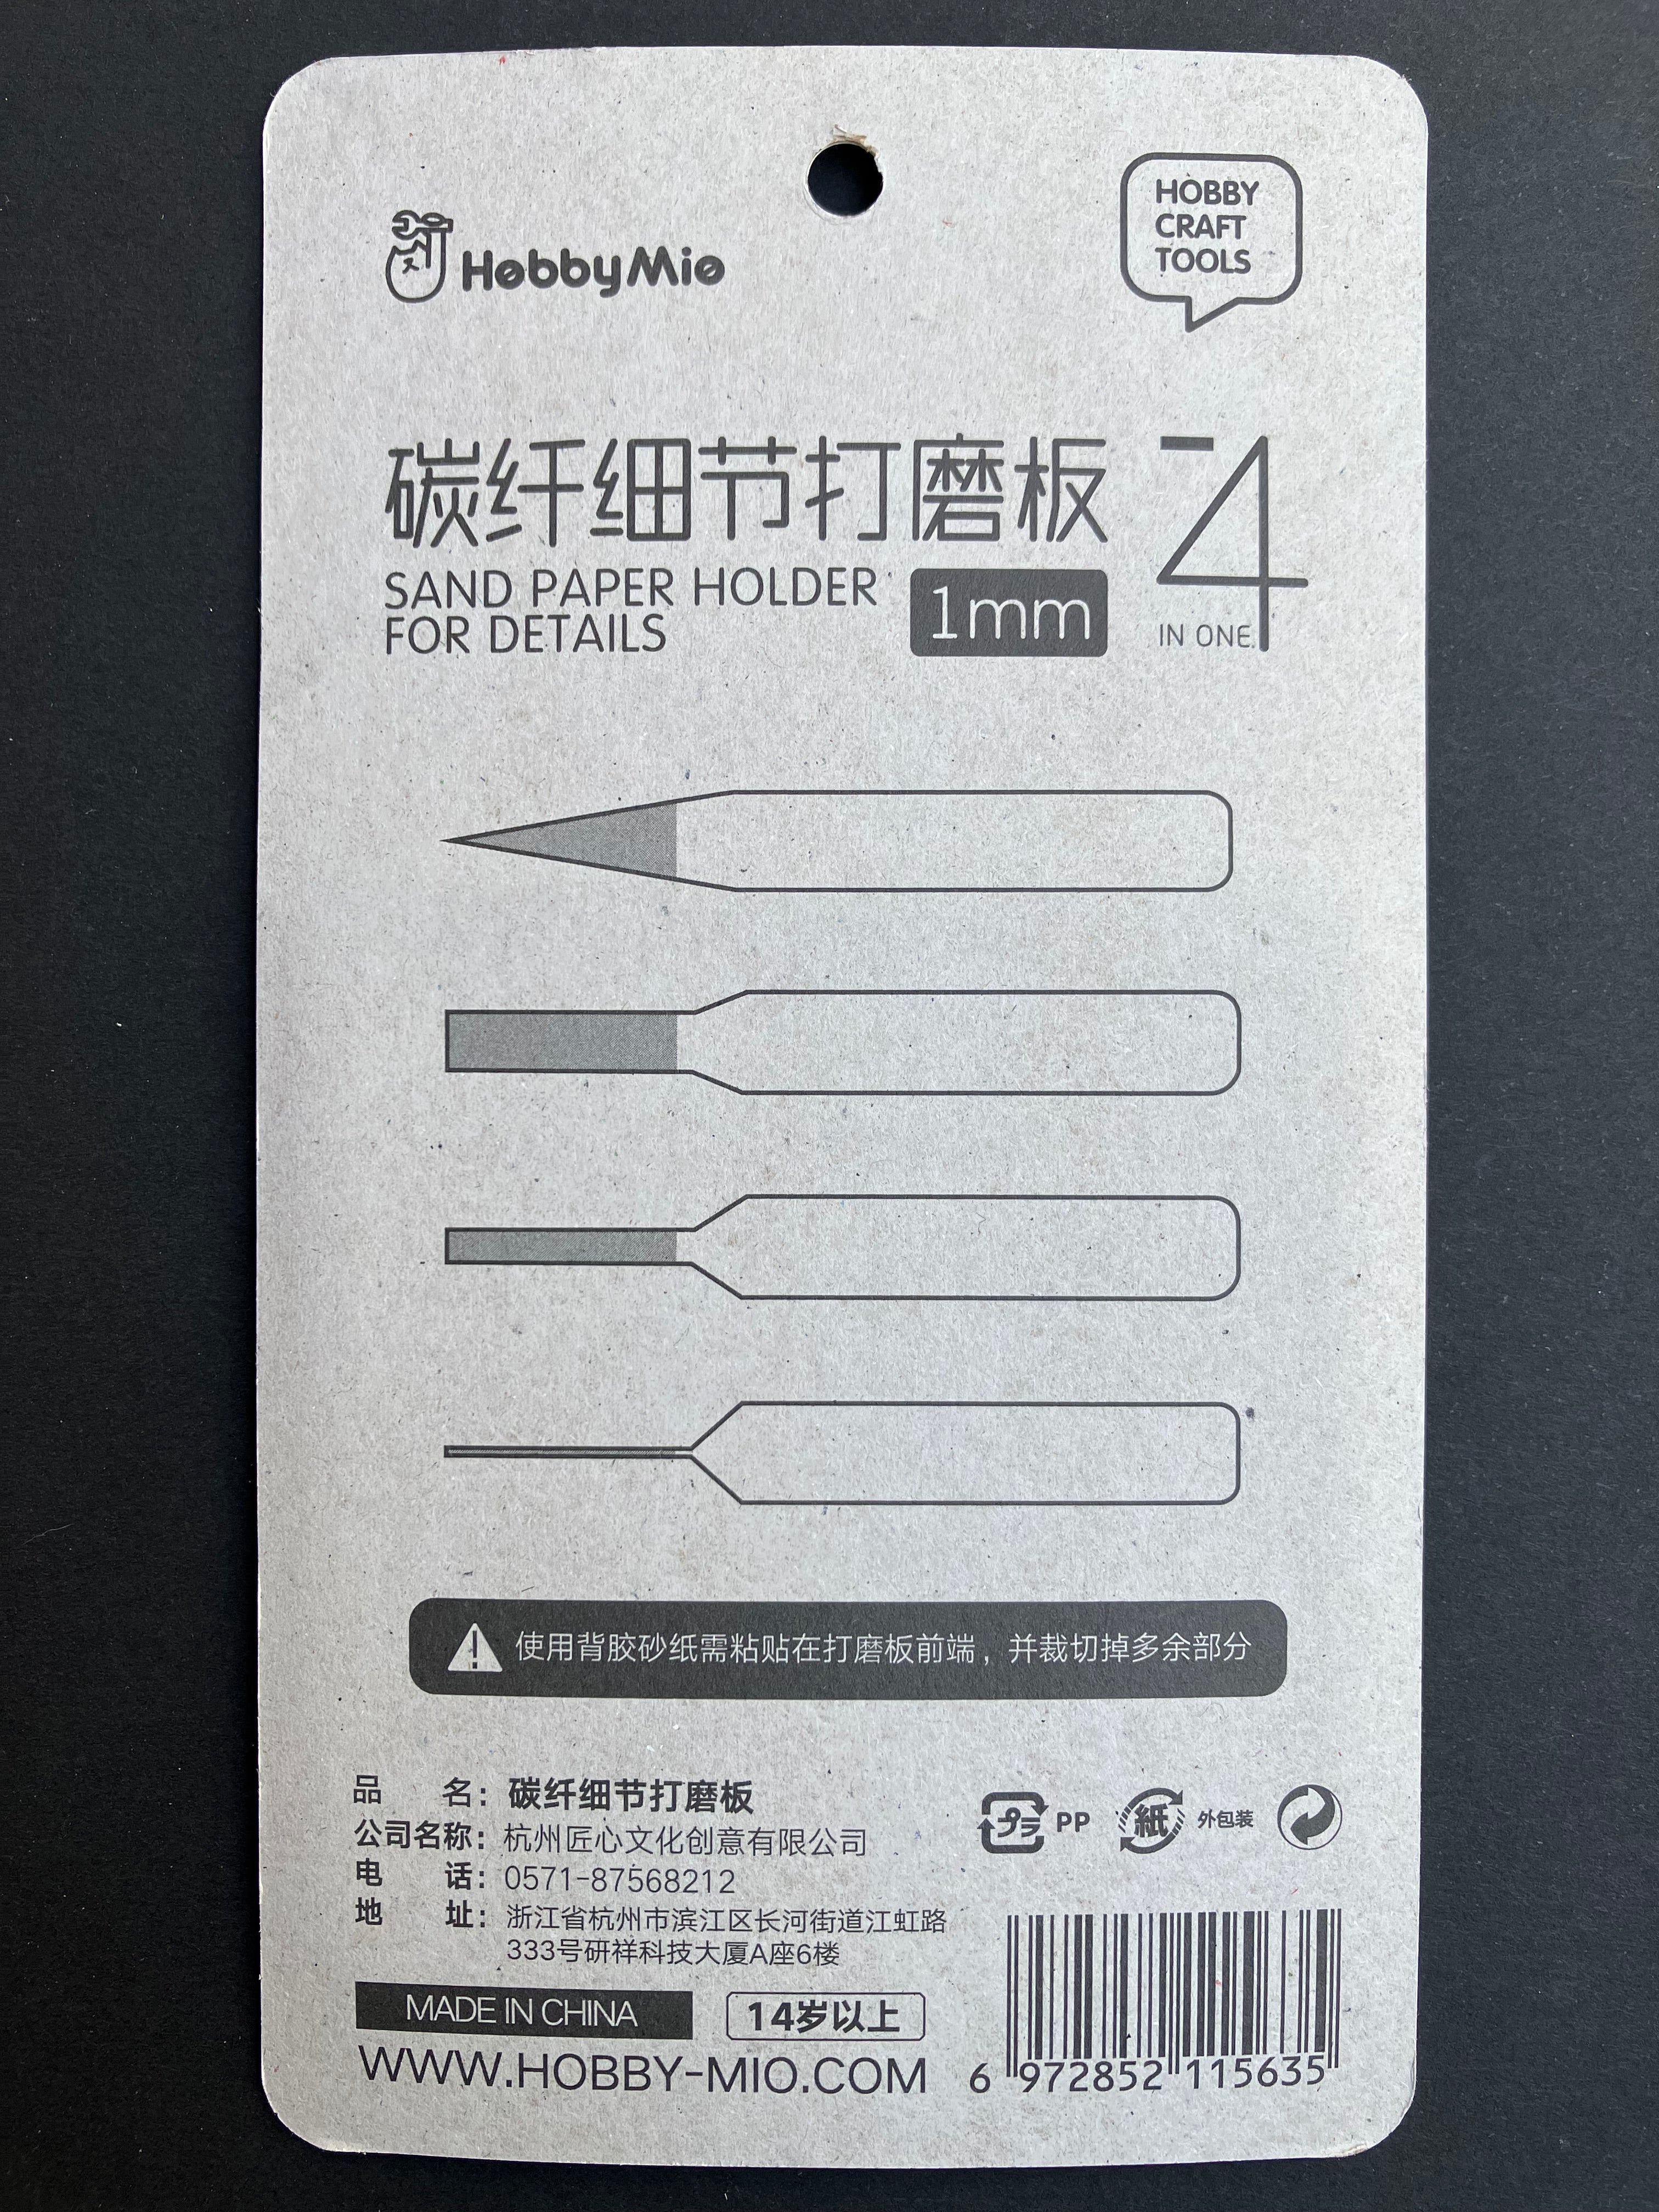 HobbyMio
HOBBY
CRAFT
TOOLS
碳纤细节打磨板
SAND PAPER HOLDER
FOR DETAILS
1mm
4
IN ONE.
使用背胶砂纸需粘贴在打磨板前端，并裁切掉多余部分
品 名：碳纤细节打磨板
公司名称：杭州匠心文化创意有限公司
电 话：0571-87568212
地 址：浙江省杭州市滨江区长河街道江虹路
333号研祥科技大厦A座6楼
プラ PP 紙 外包装
MADE IN CHINA
14岁以上
WWW.HOBBY-MIO.COM
6 972852 115635